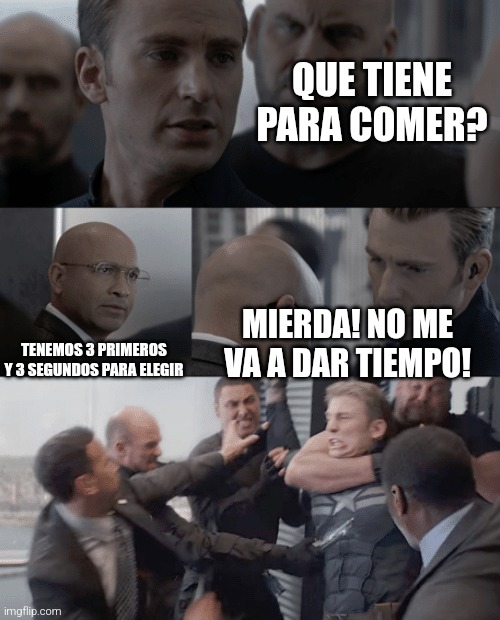 QUE TIENE
PARA COMER?
TENEMOS 3 PRIMEROS
Y 3 SEGUNDOS PARA ELEGIR
MIERDA! NO ME
VA A DAR TIEMPO!
imgflip.com